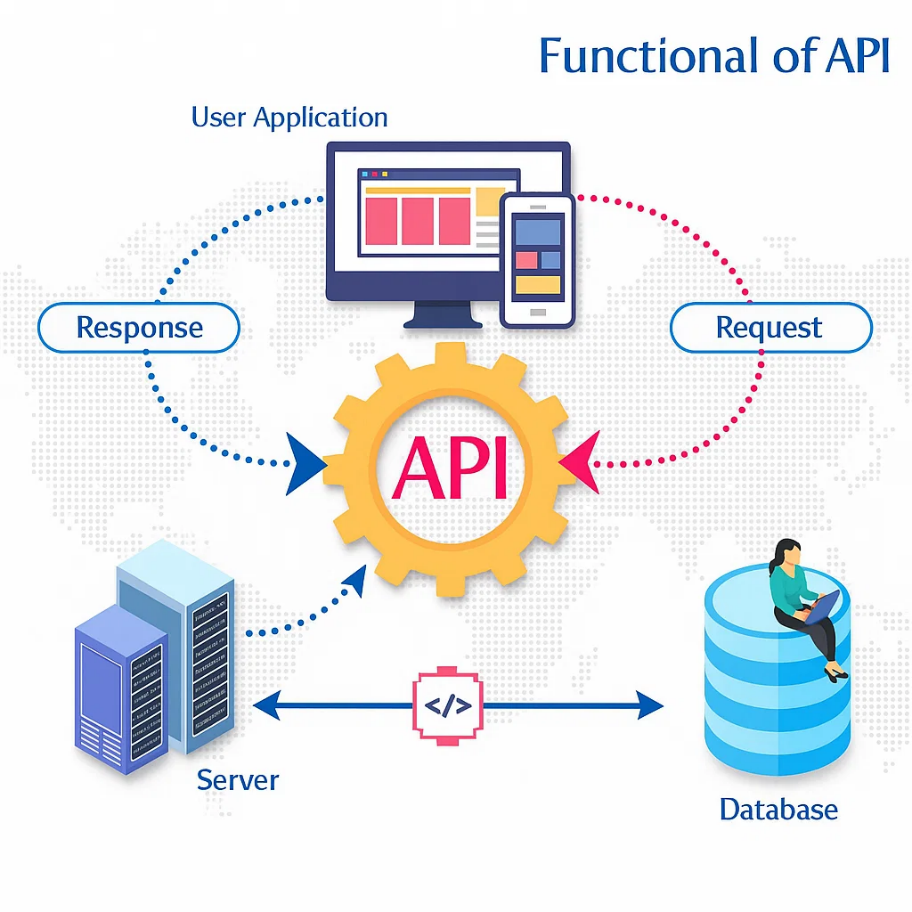 Functional of API
User Application
Response
Request
API
</>
Server
Database